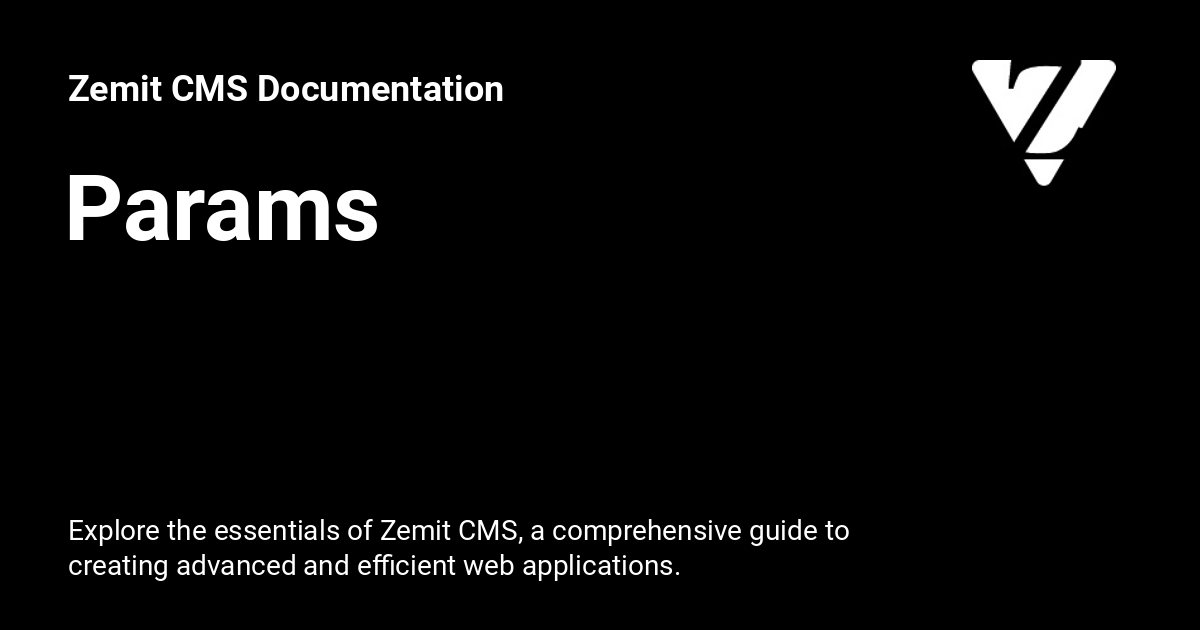 Zemit CMS Documentation
Params
Explore the essentials of Zemit CMS, a comprehensive guide to
creating advanced and efficient web applications.